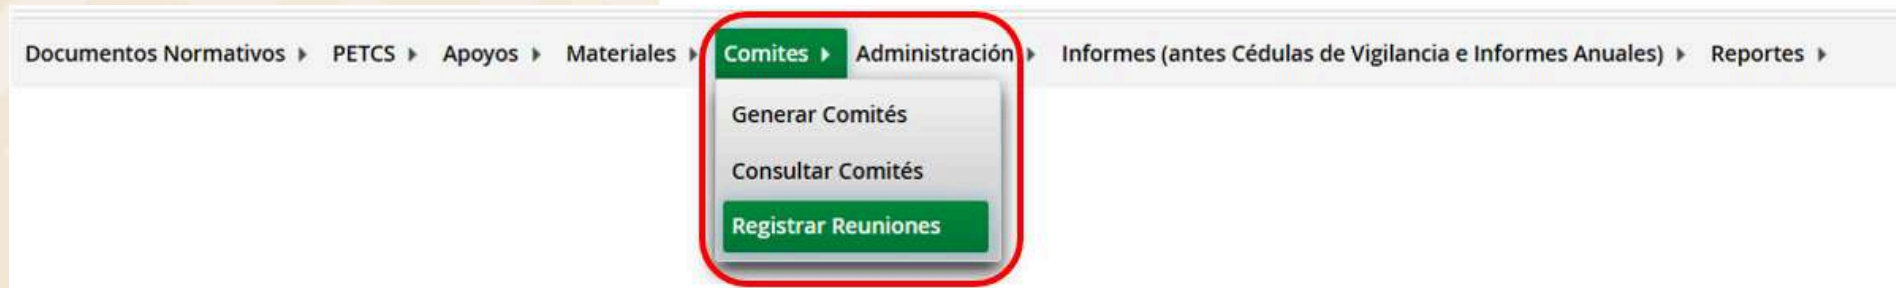 Documentos Normativos PETCS Apoyos Materiales Comites Administración Informes (antes Cédulas de Vigilancia e Informes Anuales) Reportes
Generar Comités
Consultar Comités
Registrar Reuniones